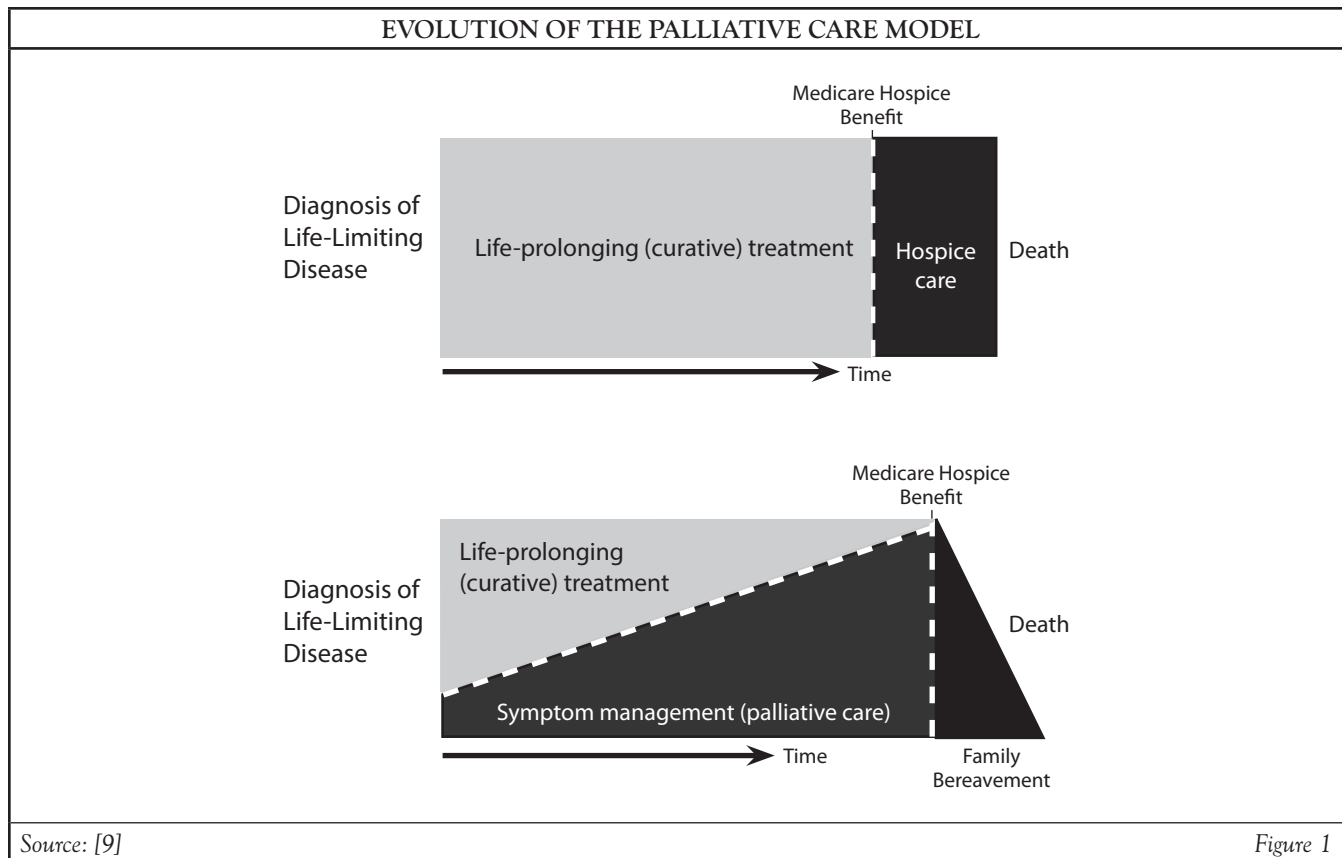 EVOLUTION OF THE PALLIATIVE CARE MODEL
Medicare Hospice
Benefit
Diagnosis of
Life-Limiting
Disease
Life-prolonging (curative) treatment
Hospice
care
Death
Time
Medicare Hospice
Benefit
Life-prolonging
(curative) treatment
Diagnosis of
Life-Limiting
Disease
Death
Symptom management (palliative care)
Time
Family
Bereavement
Source: [9]
Figure 1